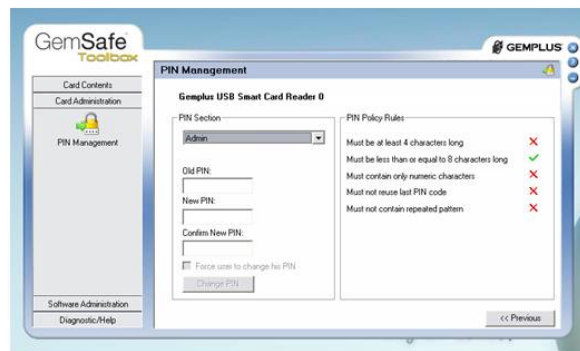 GemSafe
Toolbox
GEMPLUS
PIN Management
Card Contents
Card Administration
PIN Management
Software Administration
Diagnostic/Help
Gemplus USB Smart Card Reader 0
PIN Section
Admin
Old PIN:
New PIN:
Confirm New PIN:
Force user to change his PIN
Change PIN
PIN Policy Rules
Must be at least 4 characters long
Must be less than or equal to 8 characters long
Must contain only numeric characters
Must not reuse last PIN code
Must not contain repeated pattern
<< Previous